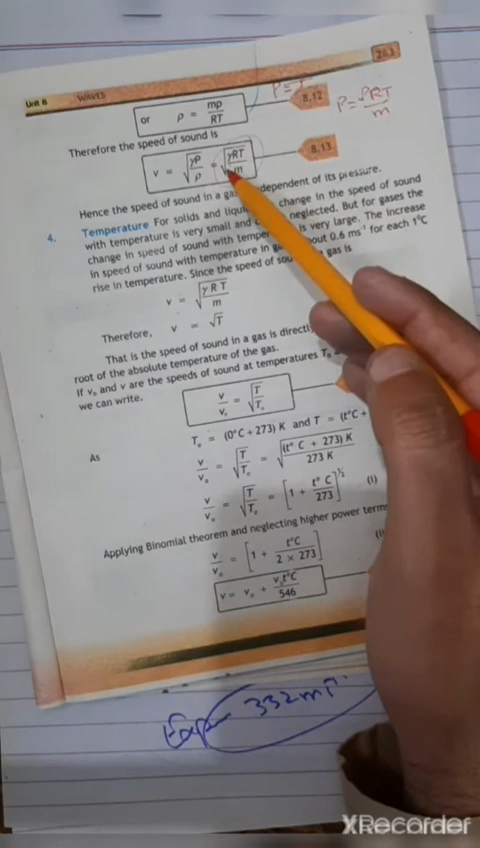 Unit 8 WAVES 263
or ρ = mp/RT 8.12
P = ρRT/m
Therefore the speed of sound is
v = √(γP/ρ) = √(γRT/m) 8.13
Hence the speed of sound in a gas independent of its pressure.
4. Temperature For solids and liquid change in the speed of sound
with temperature is very small and neglected. But for gases the
change in speed of sound with temper is very large. The increase
in speed of sound with temperature in ga about 0.6 ms⁻¹ for each 1°C
rise in temperature. Since the speed of sou gas is
v = √(γRT/m)
Therefore, v ∝ √T
That is the speed of sound in a gas is directl
root of the absolute temperature of the gas.
If v₀ and v are the speeds of sound at temperatures T₀
we can write.
v/v₀ = √(T/T₀)
As T₀ = (0°C + 273) K and T = (t°C +
v/v₀ = √(T/T₀) = √((t° C + 273) K/273 K)
v/v₀ = √(T/T₀) = [1 + t° C/273]^½ (i)
Applying Binomial theorem and neglecting higher power terms
v/v₀ = [1 + t°C/(2 × 273)]
v = v₀ + v₀t°C/546
332m
XRecorder